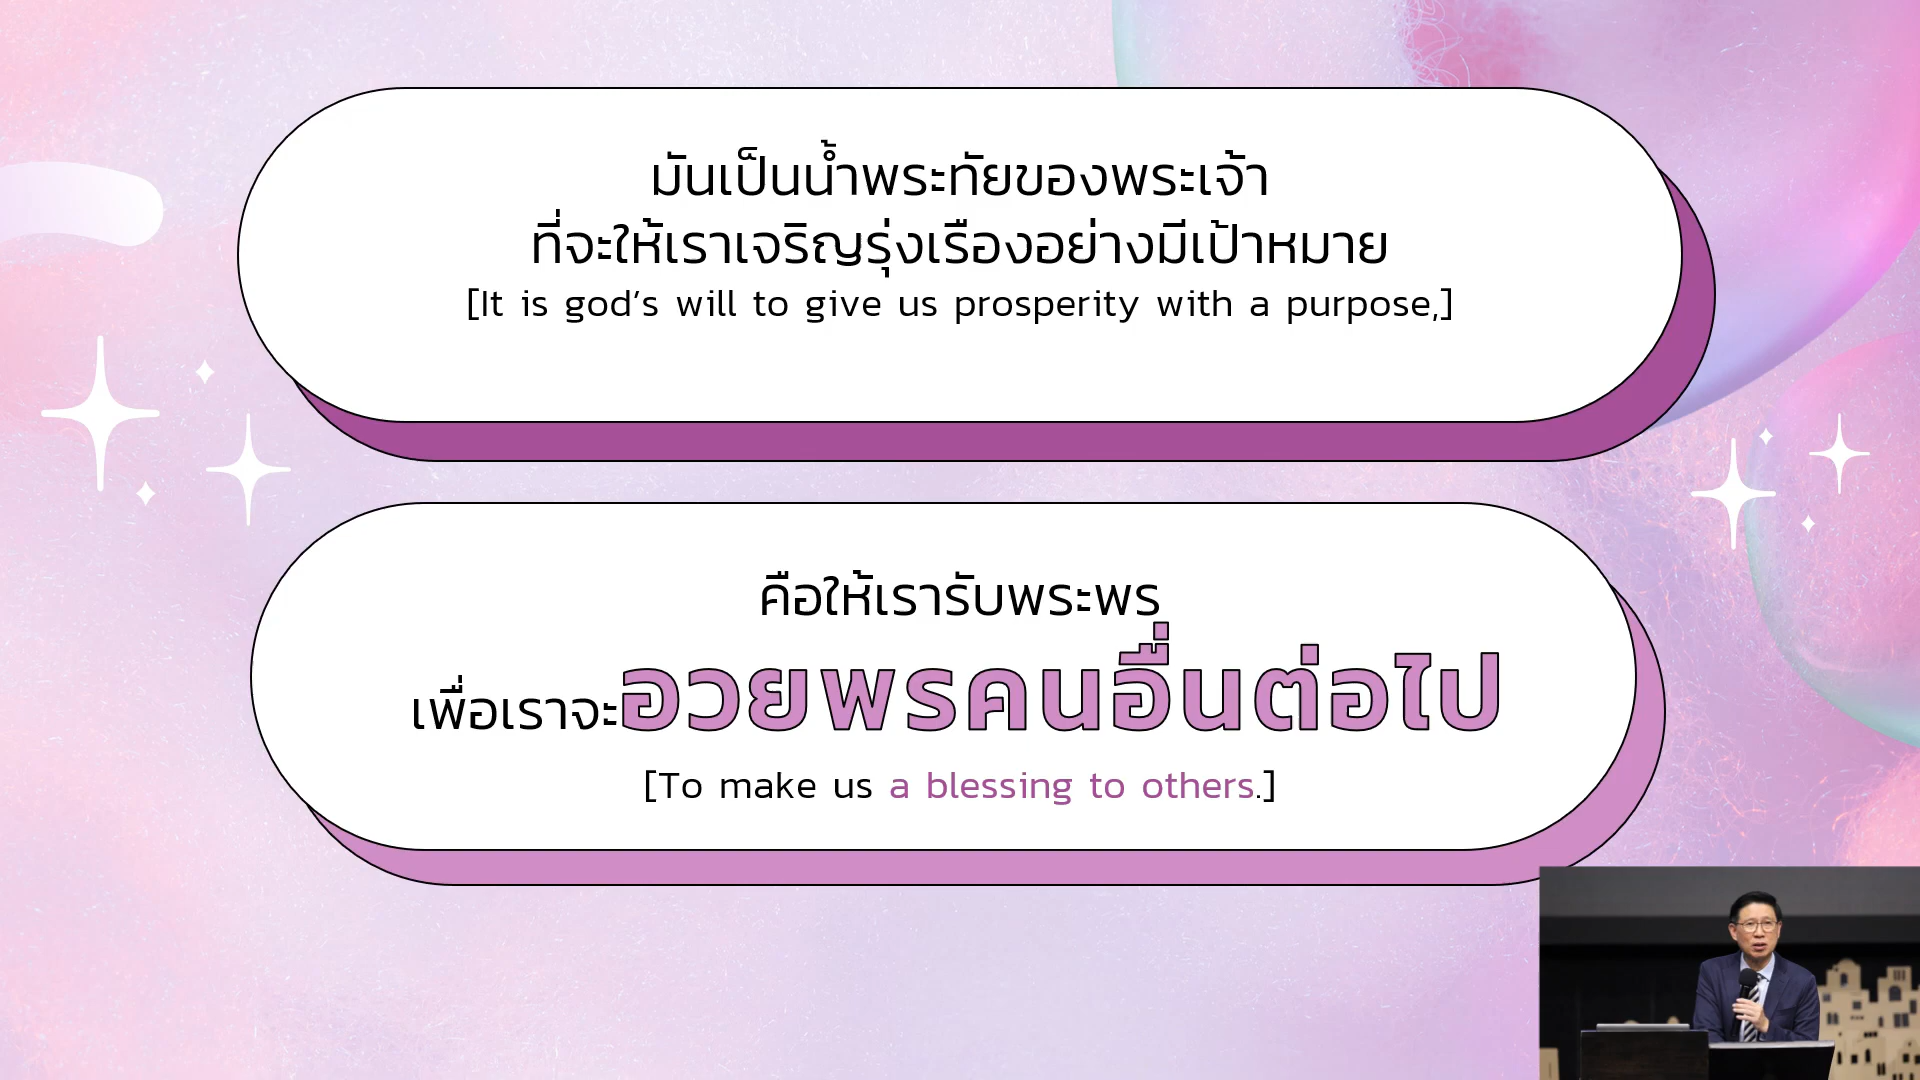 มันเป็นน้ำพระทัยของพระเจ้า
ที่จะให้เราเจริญรุ่งเรืองอย่างมีเป้าหมาย
[It is god's will to give us prosperity with a purpose,]
คือให้เรารับพระพร
เพื่อเราจะอวยพรคนอื่นต่อไป
[To make us a blessing to others.]